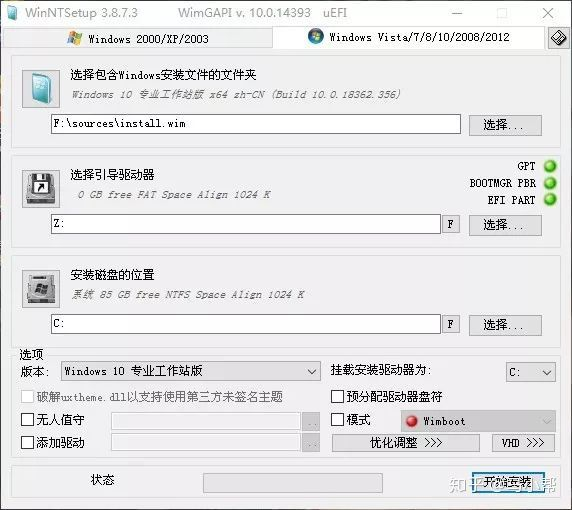 WinNTSetup 3.8.7.3 WimGAPI v. 10.0.14393 uEFI
Windows 2000/XP/2003 Windows Vista/7/8/10/2008/2012
选择包含Windows安装文件的文件夹
Windows 10 专业工作站版 x64 zh-CN (Build 10.0.18362.356)
F:\sources\install.wim 选择...
选择引导驱动器
0 GB free FAT Space Align 1024 K
GPT
BOOTMGR PBR
EFI PART
Z: F 选择...
安装磁盘的位置
系统 85 GB free NTFS Space Align 1024 K
C: F 选择...
选项
版本: Windows 10 专业工作站版 挂载安装驱动器为: C:
破解uxtheme.dll以支持使用第三方未签名主题 预分配驱动器盘符
无人值守 .. 模式 Wimboot
添加驱动 .. 优化调整 >>> VHD >>>
状态 开始安装
知乎